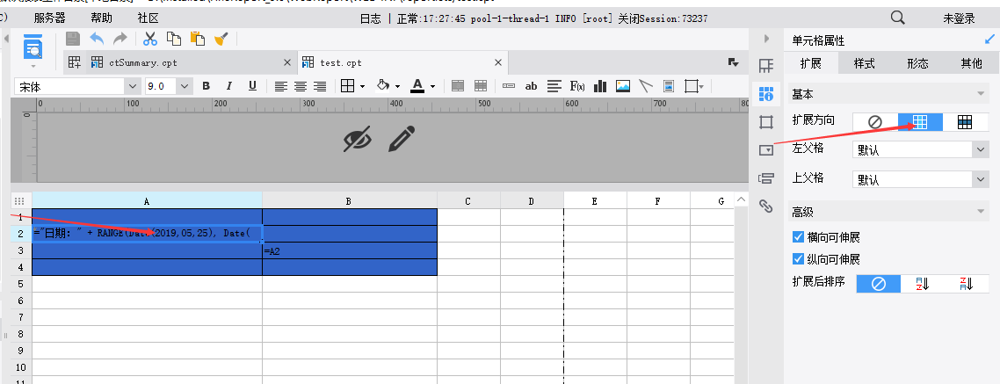 服务器 帮助 社区 日志 | 正常:17:27:45 pool-1-thread-1 INFO [root] 关闭Session:73237 未登录
ctSummary.cpt test.cpt
宋体 9.0 B I U A ab F(x)
0 100 200 300 400 500 600 700 800
0
A B C D E F G
1
2 ="日期: " + RANGE(Date(2019,05,25), Date(
3 =A2
4
5
6
7
8
9
10
11
单元格属性
扩展 样式 形态 其他
基本
扩展方向
左父格 默认
上父格 默认
高级
横向可伸展
纵向可伸展
扩展后排序